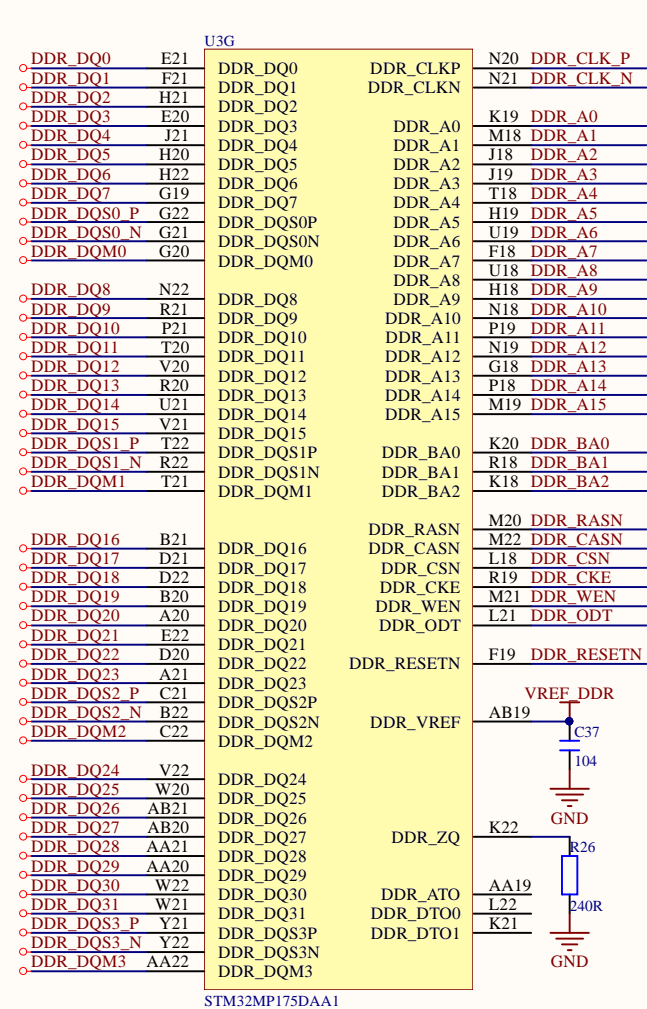 U3G
DDR_DQ0 E21 DDR_DQ0 DDR_CLKP N20 DDR_CLK_P
DDR_DQ1 F21 DDR_DQ1 DDR_CLKN N21 DDR_CLK_N
DDR_DQ2 H21 DDR_DQ2
DDR_DQ3 E20 DDR_DQ3 DDR_A0 K19 DDR_A0
DDR_DQ4 J21 DDR_DQ4 DDR_A1 M18 DDR_A1
DDR_DQ5 H20 DDR_DQ5 DDR_A2 J18 DDR_A2
DDR_DQ6 H22 DDR_DQ6 DDR_A3 J19 DDR_A3
DDR_DQ7 G19 DDR_DQ7 DDR_A4 T18 DDR_A4
DDR_DQS0_P G22 DDR_DQS0P DDR_A5 H19 DDR_A5
DDR_DQS0_N G21 DDR_DQS0N DDR_A6 U19 DDR_A6
DDR_DQM0 G20 DDR_DQM0 DDR_A7 F18 DDR_A7
DDR_A8 U18 DDR_A8
DDR_DQ8 N22 DDR_DQ8 DDR_A9 H18 DDR_A9
DDR_DQ9 R21 DDR_DQ9 DDR_A10 N18 DDR_A10
DDR_DQ10 P21 DDR_DQ10 DDR_A11 P19 DDR_A11
DDR_DQ11 T20 DDR_DQ11 DDR_A12 N19 DDR_A12
DDR_DQ12 V20 DDR_DQ12 DDR_A13 G18 DDR_A13
DDR_DQ13 R20 DDR_DQ13 DDR_A14 P18 DDR_A14
DDR_DQ14 U21 DDR_DQ14 DDR_A15 M19 DDR_A15
DDR_DQ15 V21 DDR_DQ15
DDR_DQS1_P T22 DDR_DQS1P DDR_BA0 K20 DDR_BA0
DDR_DQS1_N R22 DDR_DQS1N DDR_BA1 R18 DDR_BA1
DDR_DQM1 T21 DDR_DQM1 DDR_BA2 K18 DDR_BA2
DDR_RASN M20 DDR_RASN
DDR_DQ16 B21 DDR_DQ16 DDR_CASN M22 DDR_CASN
DDR_DQ17 D21 DDR_DQ17 DDR_CSN L18 DDR_CSN
DDR_DQ18 D22 DDR_DQ18 DDR_CKE R19 DDR_CKE
DDR_DQ19 B20 DDR_DQ19 DDR_WEN M21 DDR_WEN
DDR_DQ20 A20 DDR_DQ20 DDR_ODT L21 DDR_ODT
DDR_DQ21 E22 DDR_DQ21
DDR_DQ22 D20 DDR_DQ22 DDR_RESETN F19 DDR_RESETN
DDR_DQ23 A21 DDR_DQ23
DDR_DQS2_P C21 DDR_DQS2P VREF_DDR
DDR_DQS2_N B22 DDR_DQS2N DDR_VREF AB19
DDR_DQM2 C22 DDR_DQM2 C37
104
DDR_DQ24 V22 DDR_DQ24
DDR_DQ25 W20 DDR_DQ25
DDR_DQ26 AB21 DDR_DQ26 GND
DDR_DQ27 AB20 DDR_DQ27 DDR_ZQ K22
DDR_DQ28 AA21 DDR_DQ28 R26
DDR_DQ29 AA20 DDR_DQ29
DDR_DQ30 W22 DDR_DQ30 DDR_ATO AA19
DDR_DQ31 W21 DDR_DQ31 DDR_DTO0 L22 240R
DDR_DQS3_P Y21 DDR_DQS3P DDR_DTO1 K21
DDR_DQS3_N Y22 DDR_DQS3N
DDR_DQM3 AA22 DDR_DQM3 GND
STM32MP175DAA1